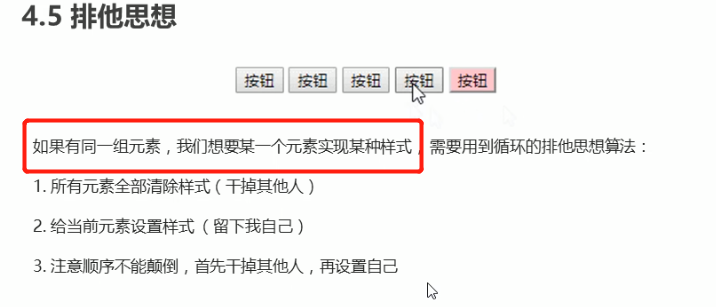 4.5 排他思想
按钮 按钮 按钮 按钮 按钮
如果有同一组元素，我们想要某一个元素实现某种样式，需要用到循环的排他思想算法：
1. 所有元素全部清除样式（干掉其他人）
2. 给当前元素设置样式 （留下我自己）
3. 注意顺序不能颠倒，首先干掉其他人，再设置自己